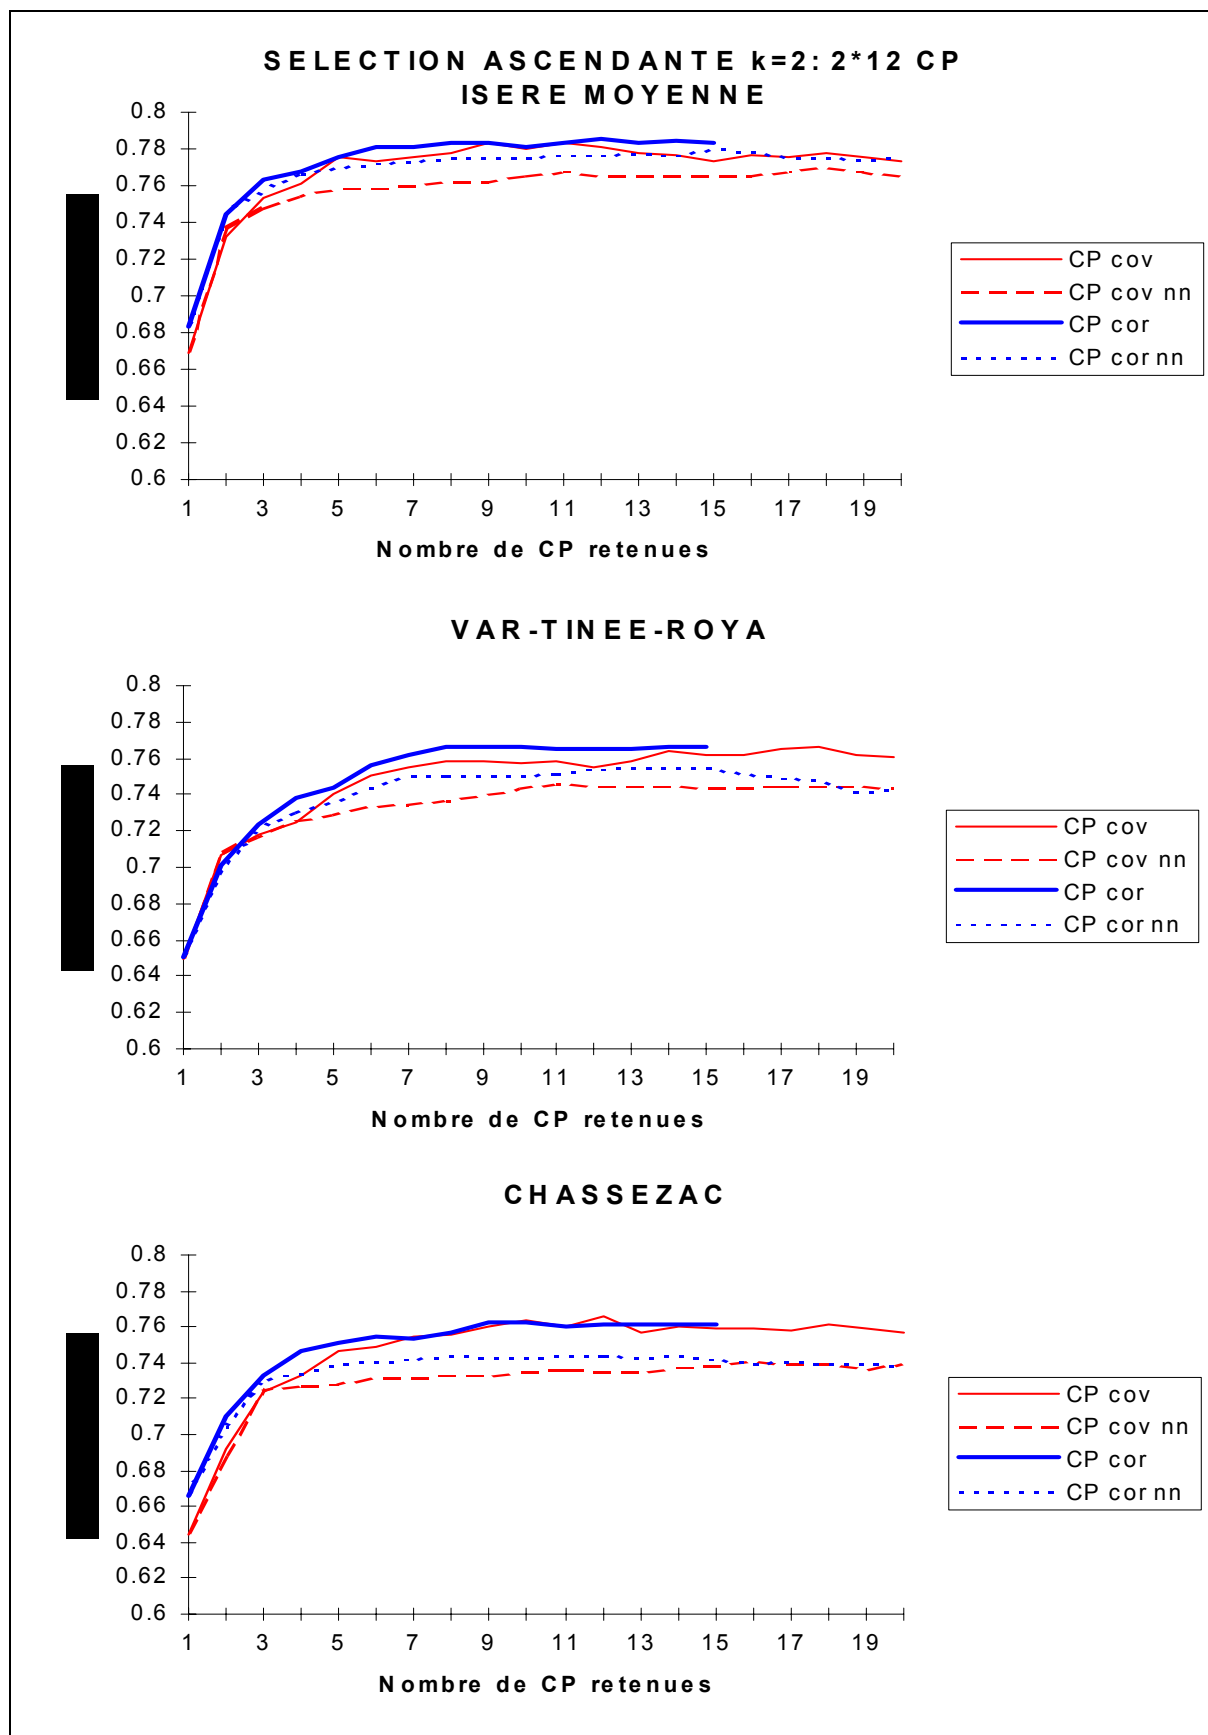 SELECTION ASCENDANTE k=2: 2*12 CP
ISERE MOYENNE
0.8
0.78
0.76
0.74
0.72
0.7
0.68
0.66
0.64
0.62
0.6
1 3 5 7 9 11 13 15 17 19
Nombre de CP retenues
CP cov
CP cov nn
CP cor
CP cor nn
VAR-TINEE-ROYA
0.8
0.78
0.76
0.74
0.72
0.7
0.68
0.66
0.64
0.62
0.6
1 3 5 7 9 11 13 15 17 19
Nombre de CP retenues
CP cov
CP cov nn
CP cor
CP cor nn
CHASSEZAC
0.8
0.78
0.76
0.74
0.72
0.7
0.68
0.66
0.64
0.62
0.6
1 3 5 7 9 11 13 15 17 19
Nombre de CP retenues
CP cov
CP cov nn
CP cor
CP cor nn